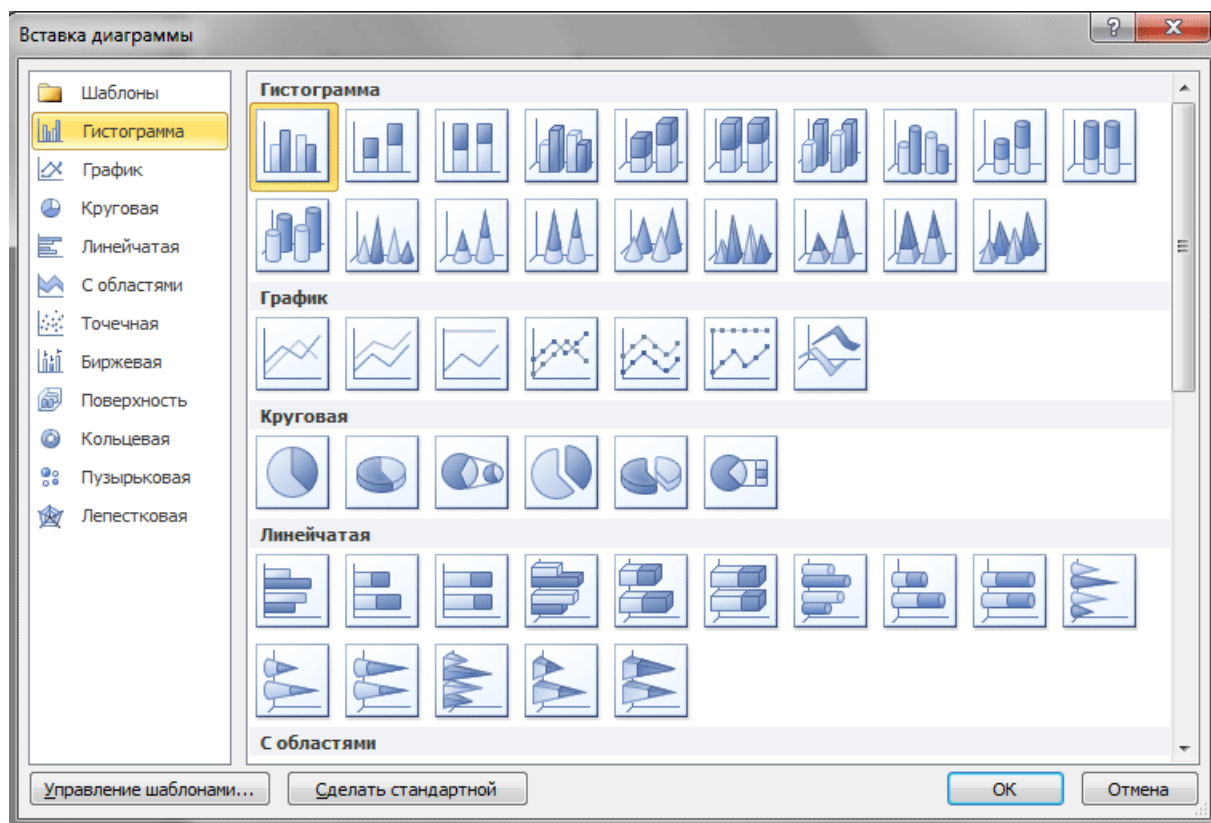 Вставка диаграммы
Шаблоны
Гистограмма
График
Круговая
Линейчатая
С областями
Точечная
Биржевая
Поверхность
Кольцевая
Пузырьковая
Лепестковая
Гистограмма
График
Круговая
Линейчатая
С областями
Управление шаблонами...
Сделать стандартной
ОК
Отмена